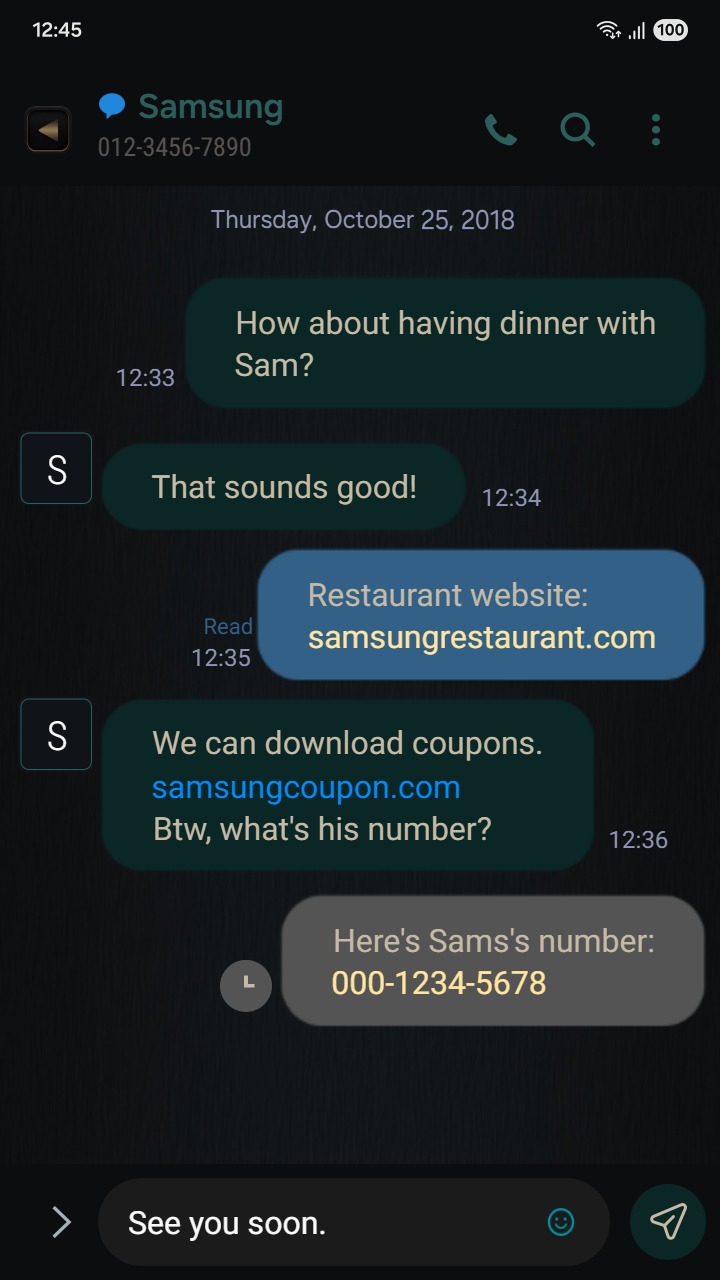 12:45
100
Samsung
012-3456-7890
Thursday, October 25, 2018
How about having dinner with
Sam?
12:33
S
That sounds good!
12:34
Restaurant website:
samsungrestaurant.com
Read
12:35
S
We can download coupons.
samsungcoupon.com
Btw, what's his number?
12:36
Here's Sams's number:
000-1234-5678
See you soon.